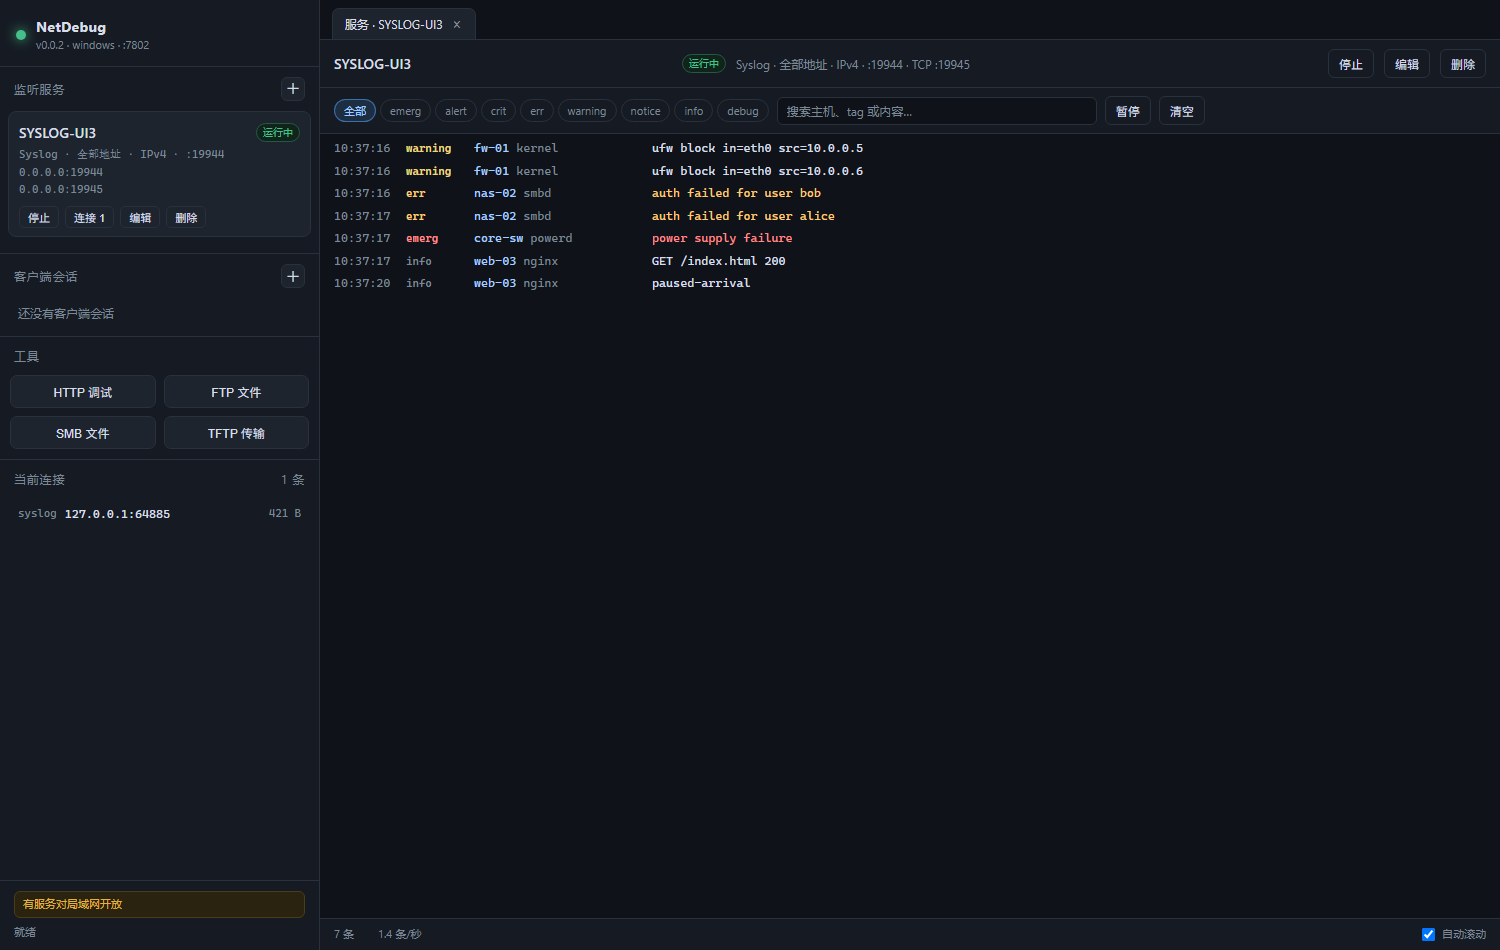 NetDebug
v0.0.2 · windows · :7802
监听服务
+
SYSLOG-UI3
运行中
Syslog · 全部地址 · IPv4 · :19944
0.0.0.0:19944
0.0.0.0:19945
停止 连接 1 编辑 删除
客户端会话
+
还没有客户端会话
工具
HTTP 调试 FTP 文件
SMB 文件 TFTP 传输
当前连接 1 条
syslog 127.0.0.1:64885 421 B
有服务对局域网开放
就绪
服务 · SYSLOG-UI3 ×
SYSLOG-UI3 运行中 Syslog · 全部地址 · IPv4 · :19944 · TCP :19945 停止 编辑 删除
全部 emerg alert crit err warning notice info debug 搜索主机、tag 或内容... 暂停 清空
10:37:16 warning fw-01 kernel ufw block in=eth0 src=10.0.0.5
10:37:16 warning fw-01 kernel ufw block in=eth0 src=10.0.0.6
10:37:16 err nas-02 smbd auth failed for user bob
10:37:17 err nas-02 smbd auth failed for user alice
10:37:17 emerg core-sw powerd power supply failure
10:37:17 info web-03 nginx GET /index.html 200
10:37:20 info web-03 nginx paused-arrival
7 条 1.4 条/秒 自动滚动